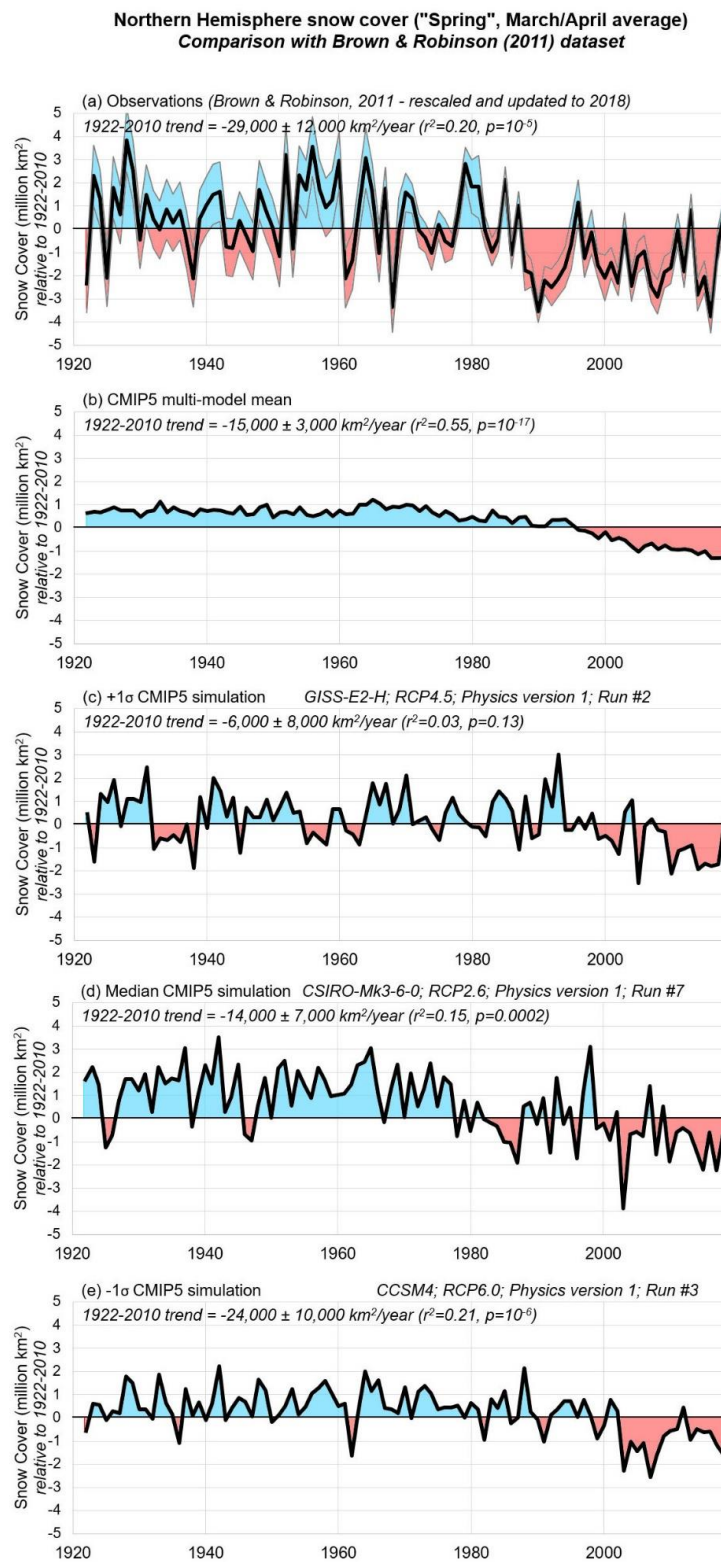 Northern Hemisphere snow cover ("Spring", March/April average)
Comparison with Brown & Robinson (2011) dataset
(a) Observations (Brown & Robinson, 2011 - rescaled and updated to 2018)
1922-2010 trend = -29,000 ± 12,000 km²/year (r²=0.20, p=10⁻⁵)
Snow Cover (million km²)
relative to 1922-2010
5
4
3
2
1
0
-1
-2
-3
-4
-5
1920 1940 1960 1980 2000
(b) CMIP5 multi-model mean
1922-2010 trend = -15,000 ± 3,000 km²/year (r²=0.55, p=10⁻¹⁷)
Snow Cover (million km²)
relative to 1922-2010
5
4
3
2
1
0
-1
-2
-3
-4
-5
1920 1940 1960 1980 2000
(c) +1σ CMIP5 simulation GISS-E2-H; RCP4.5; Physics version 1; Run #2
1922-2010 trend = -6,000 ± 8,000 km²/year (r²=0.03, p=0.13)
Snow Cover (million km²)
relative to 1922-2010
5
4
3
2
1
0
-1
-2
-3
-4
-5
1920 1940 1960 1980 2000
(d) Median CMIP5 simulation CSIRO-Mk3-6-0; RCP2.6; Physics version 1; Run #7
1922-2010 trend = -14,000 ± 7,000 km²/year (r²=0.15, p=0.0002)
Snow Cover (million km²)
relative to 1922-2010
5
4
3
2
1
0
-1
-2
-3
-4
-5
1920 1940 1960 1980 2000
(e) -1σ CMIP5 simulation CCSM4; RCP6.0; Physics version 1; Run #3
1922-2010 trend = -24,000 ± 10,000 km²/year (r²=0.21, p=10⁻⁶)
Snow Cover (million km²)
relative to 1922-2010
5
4
3
2
1
0
-1
-2
-3
-4
-5
1920 1940 1960 1980 2000